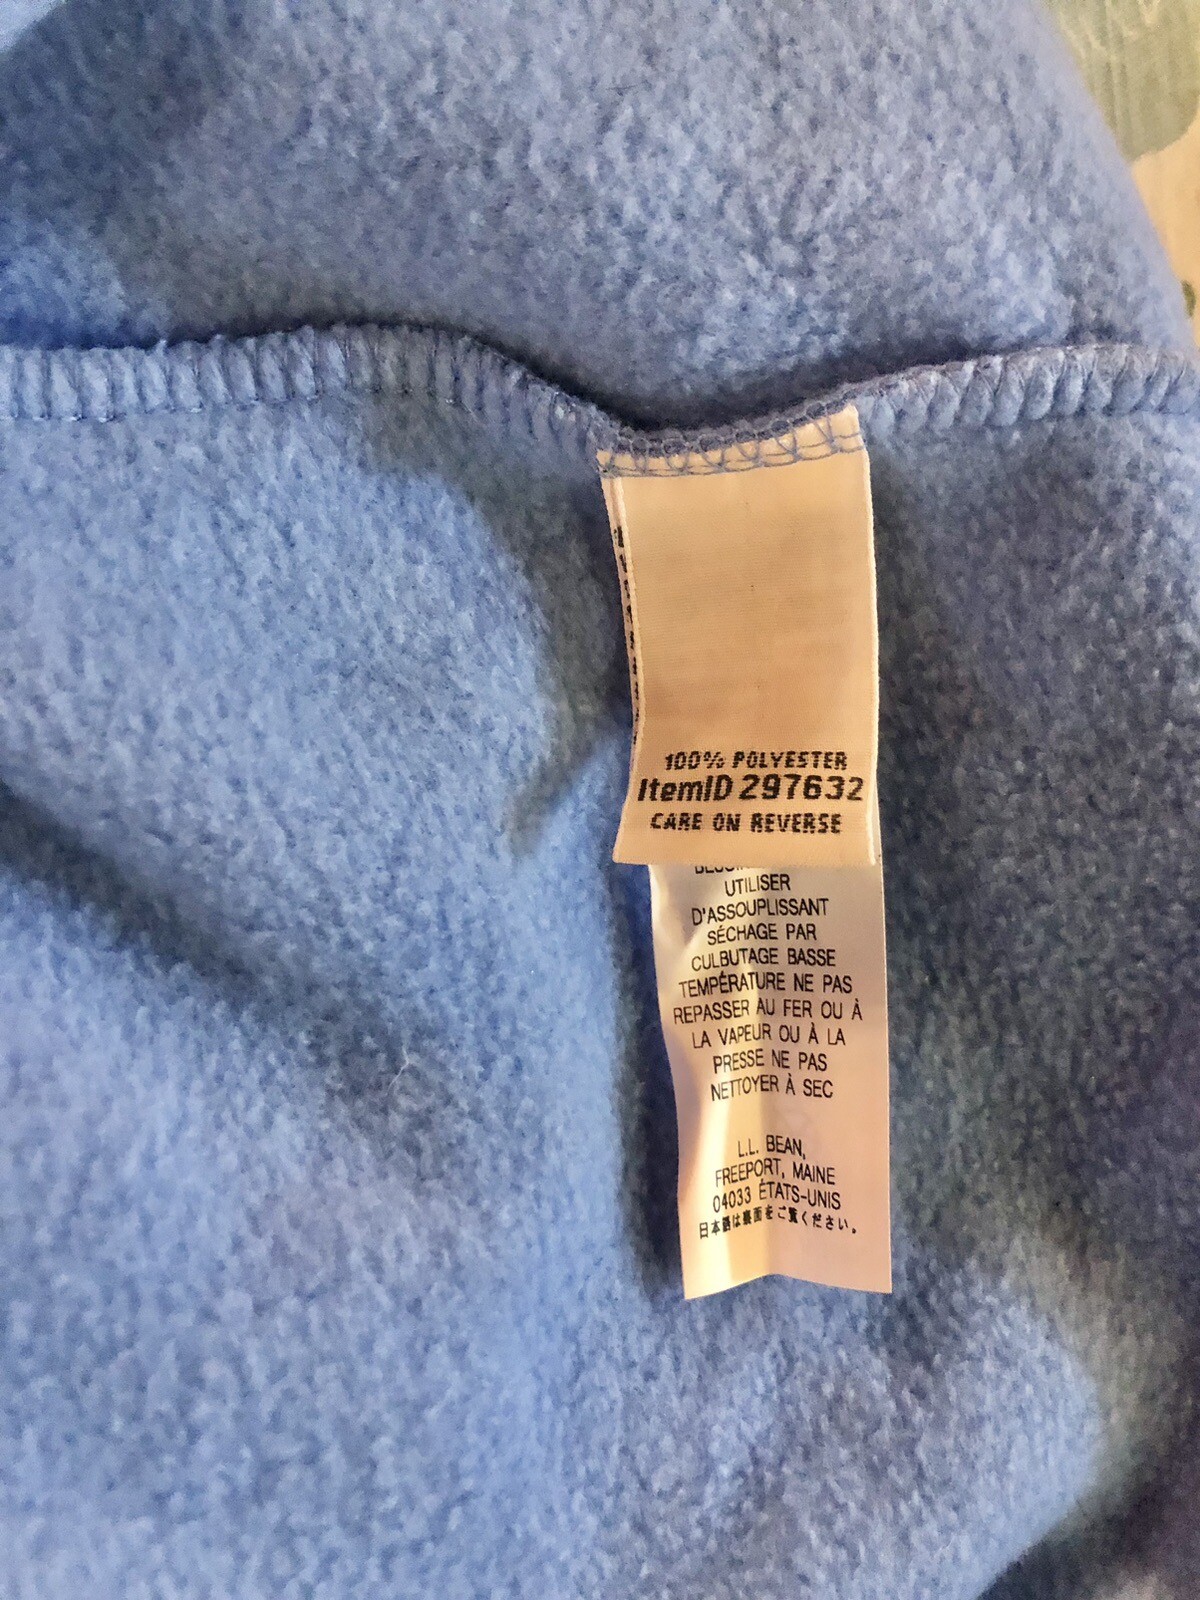 100% POLYESTER
ItemID 297632
CARE ON REVERSE
UTILISER
D'ASSOUPLISSANT
SÉCHAGE PAR
CULBUTAGE BASSE
TEMPÉRATURE NE PAS
REPASSER AU FER OU À
LA VAPEUR OU À LA
PRESSE NE PAS
NETTOYER À SEC
L.L. BEAN,
FREEPORT, MAINE
04033 ÉTATS-UNIS
日本語は裏面をご覧ください。